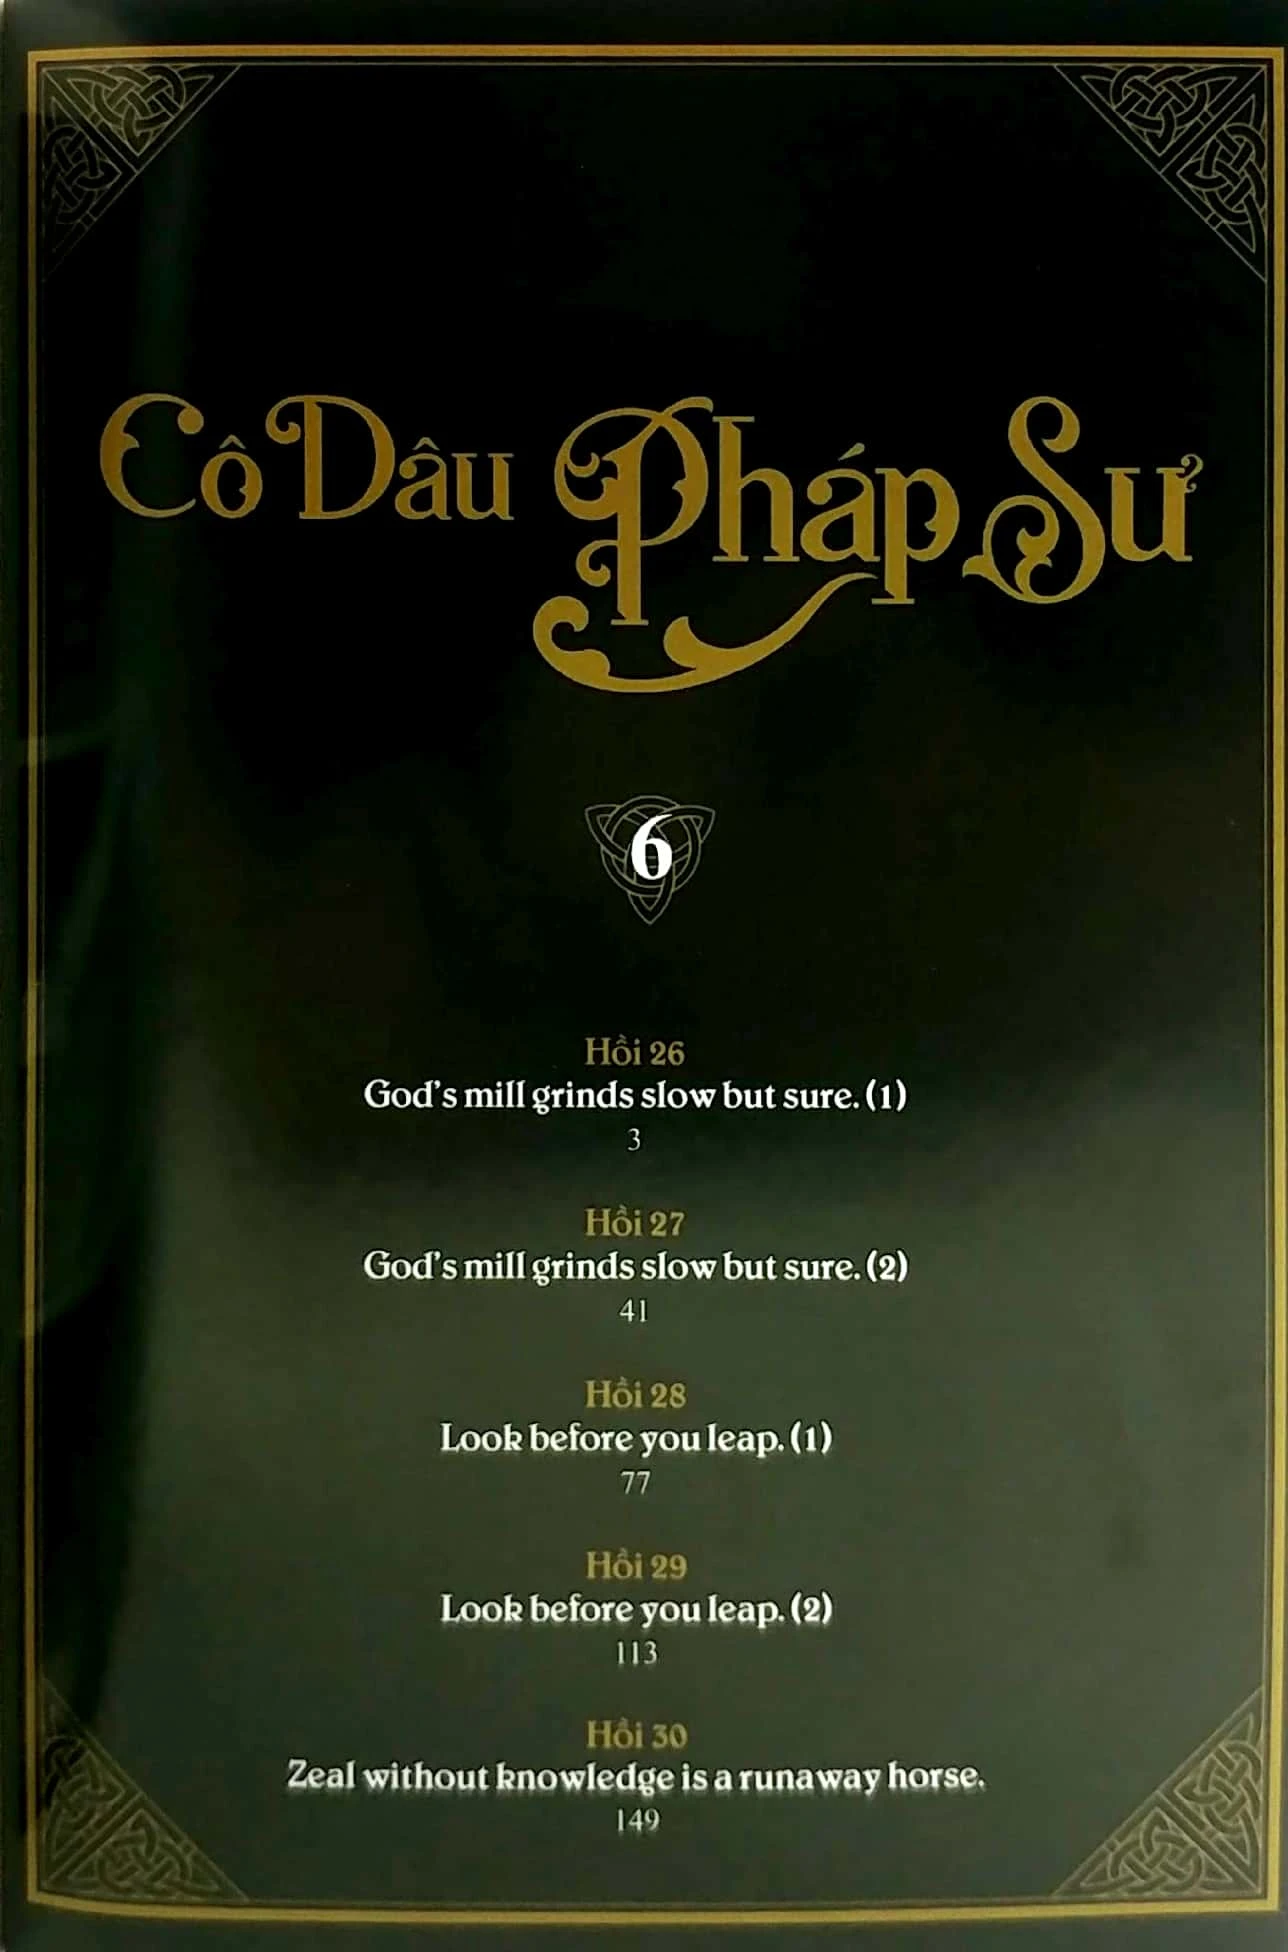 Cô Dâu Pháp Sư
6
Hồi 26
God's mill grinds slow but sure. (1)
3
Hồi 27
God's mill grinds slow but sure. (2)
41
Hồi 28
Look before you leap. (1)
77
Hồi 29
Look before you leap. (2)
113
Hồi 30
Zeal without knowledge is a runaway horse.
149